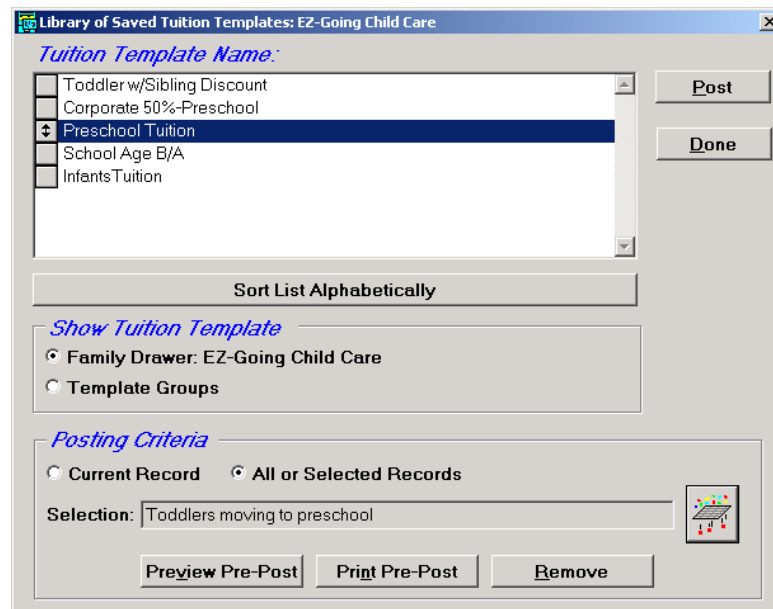 Library of Saved Tuition Templates: EZ-Going Child Care
Tuition Template Name:
Toddler w/Sibling Discount
Corporate 50%-Preschool
Preschool Tuition
School Age B/A
InfantsTuition
Post
Done
Sort List Alphabetically
Show Tuition Template
Family Drawer: EZ-Going Child Care
Template Groups
Posting Criteria
Current Record All or Selected Records
Selection: Toddlers moving to preschool
Preview Pre-Post Print Pre-Post Remove